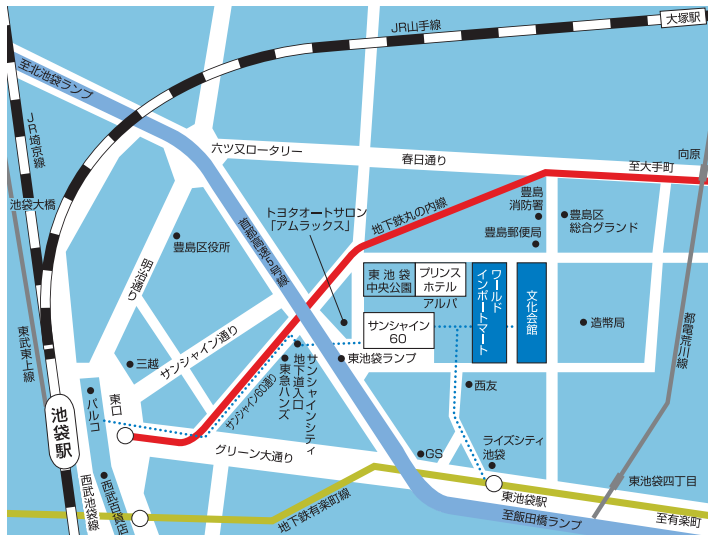 JR山手線
大塚駅
至北池袋ランプ
JR埼京線
六ツ又ロータリー
春日通り
向原
至大手町
池袋大橋
トヨタオートサロン
「アムラックス」
地下鉄丸の内線
豊島
消防署
豊島区
総合グランド
豊島郵便局
豊島区役所
首都高速5号線
明治通り
東池袋
中央公園
プリンス
ホテル
アルパ
ワールド
インポートマート
文化会館
サンシャイン
60
造幣局
都電荒川線
東武東上線
サンシャイン通り
三越
東池袋ランプ
サンシャインシティ
地下道入口
東急ハンズ
サンシャイン60通り
西友
パルコ
東口
池袋駅
グリーン大通り
GS
ライズシティ
池袋
西武池袋線
西武百貨店
東池袋四丁目
東池袋駅
地下鉄有楽町線
至飯田橋ランプ
至有楽町